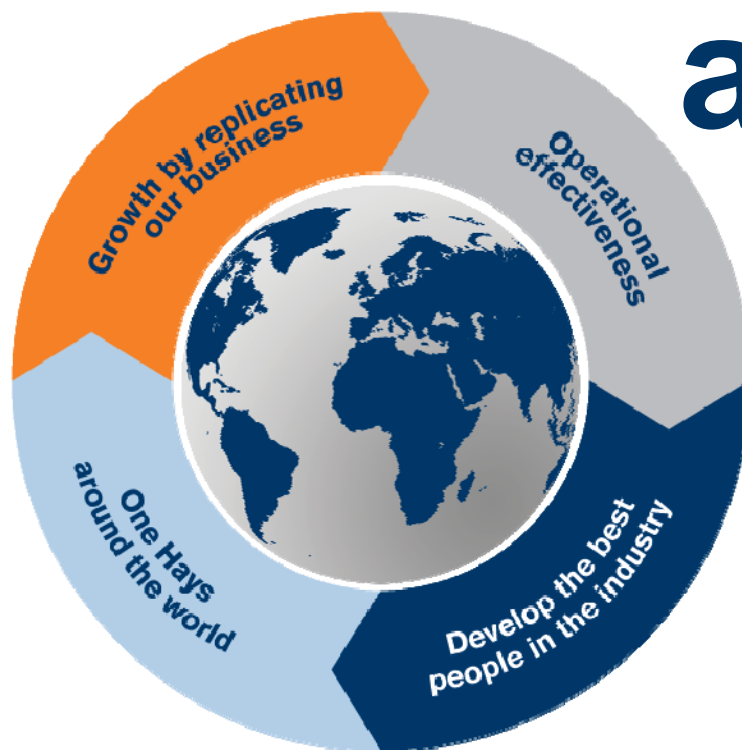 a
Growth by replicating
our business
Operational
effectiveness
Develop the best
people in the industry
One Hays
around the world